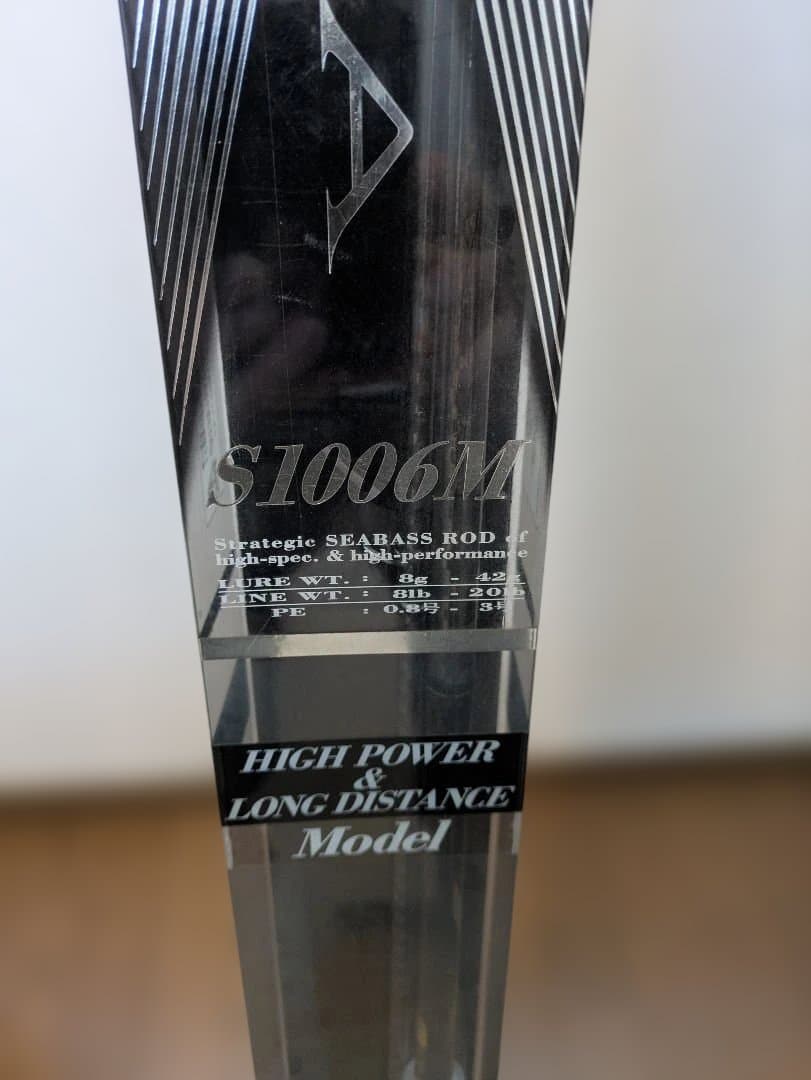 S1006M
Strategic SEABASS ROD of
high-spec. & high-performance
LURE WT. : 8g - 42g
LINE WT. : 8lb - 20lb
PE : 0.8号 - 3号
HIGH POWER
&
LONG DISTANCE
Model